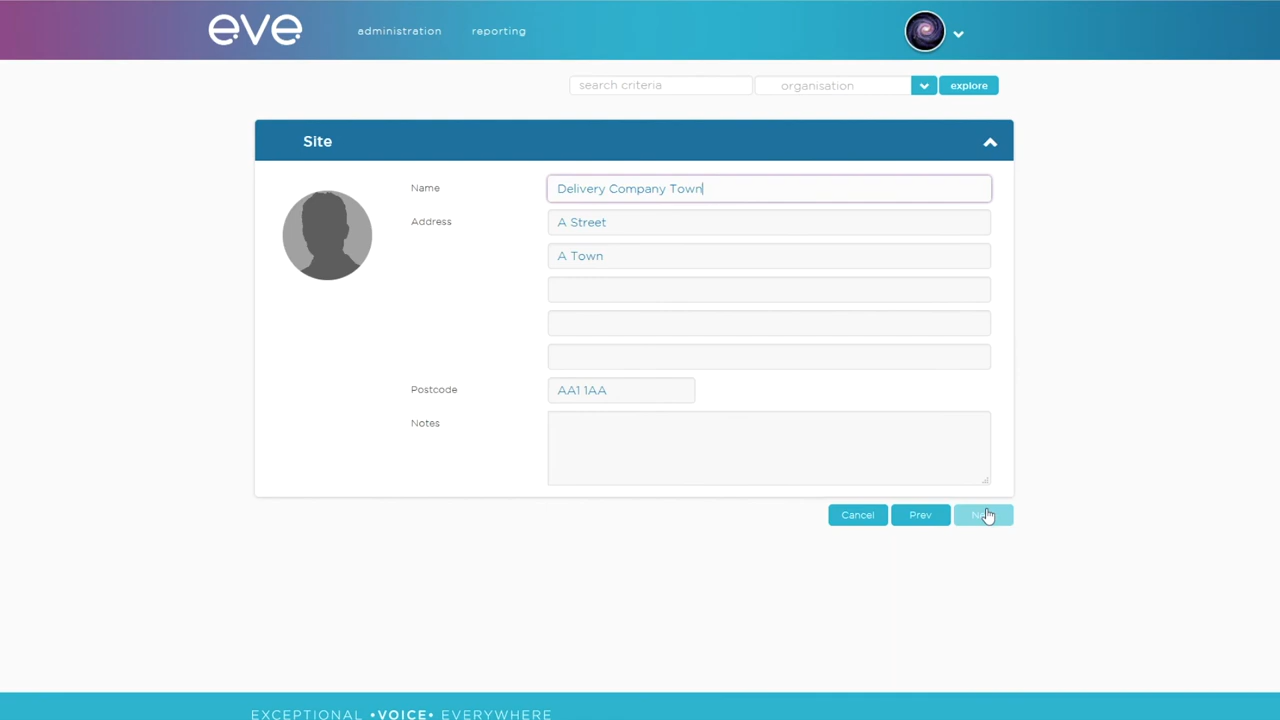 eve
administration reporting
search criteria organisation explore
Site
Name Delivery Company Town
Address A Street
A Town
Postcode AA1 1AA
Notes
Cancel Prev
EXCEPTIONAL •VOICE• EVERYWHERE